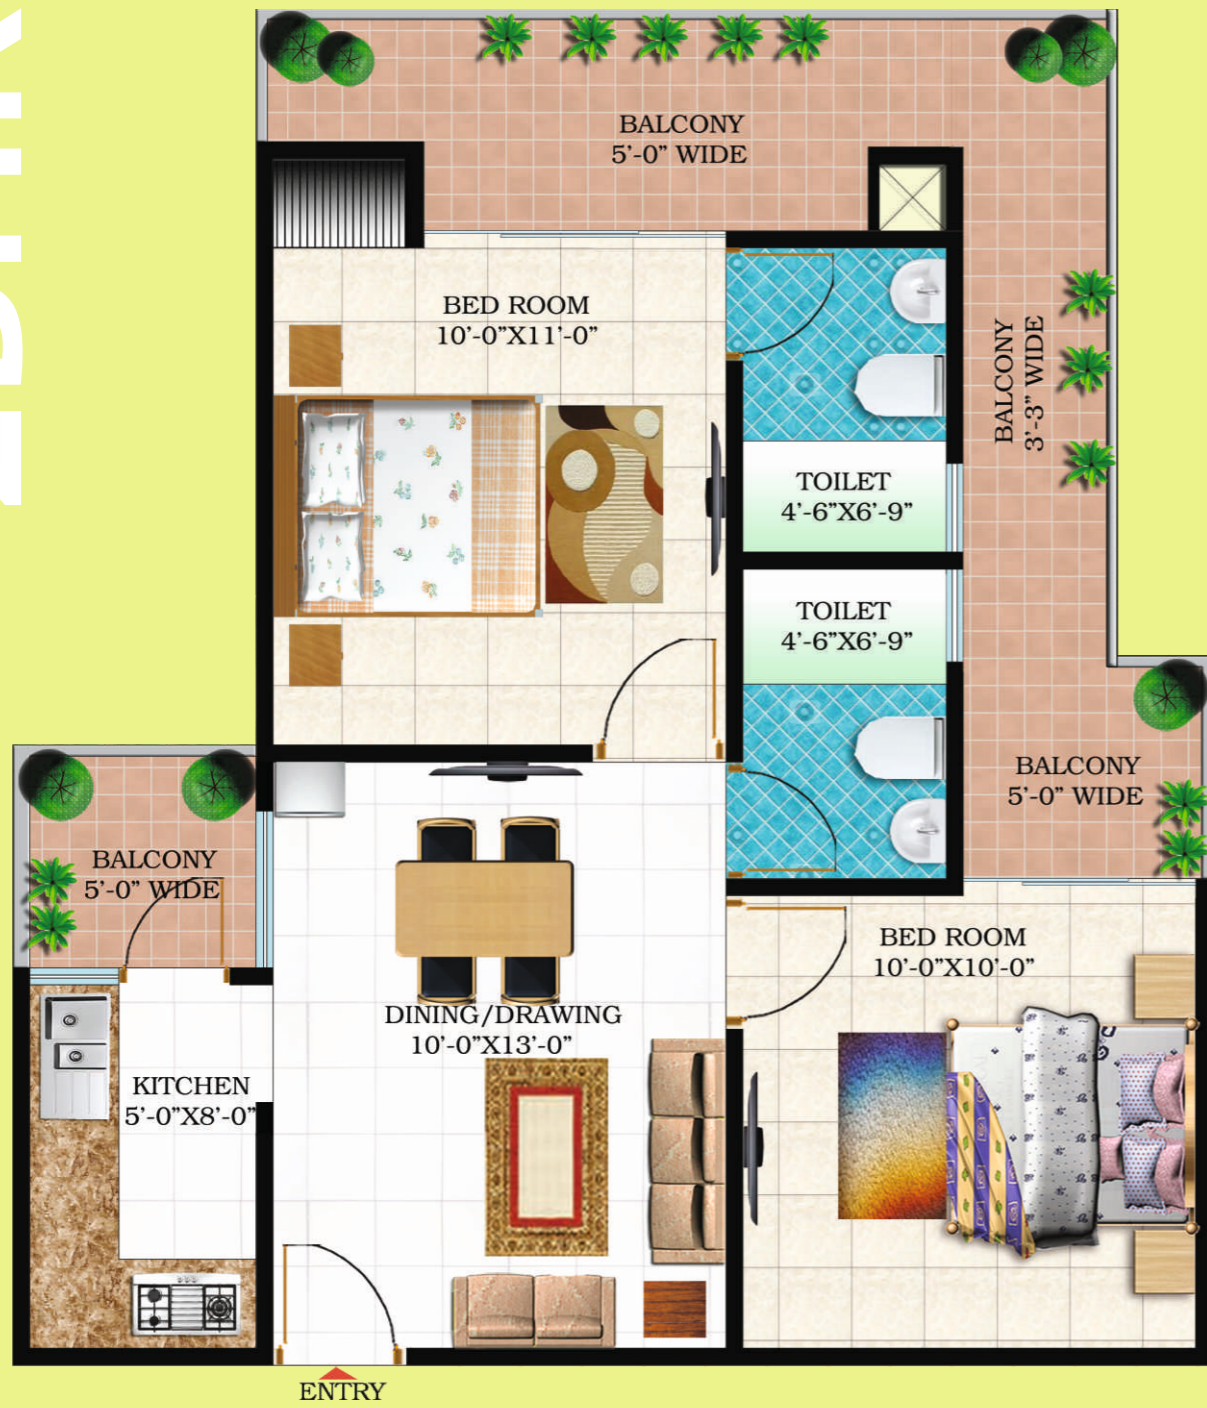 BALCONY
5'-0” WIDE
BED ROOM
10'-0”X11'-0”
BALCONY
3'-3” WIDE
TOILET
4'-6”X6'-9”
TOILET
4'-6”X6'-9”
BALCONY
5'-0” WIDE
BALCONY
5'-0” WIDE
BED ROOM
10'-0”X10'-0”
DINING/DRAWING
10'-0”X13'-0”
KITCHEN
5'-0”X8'-0”
ENTRY